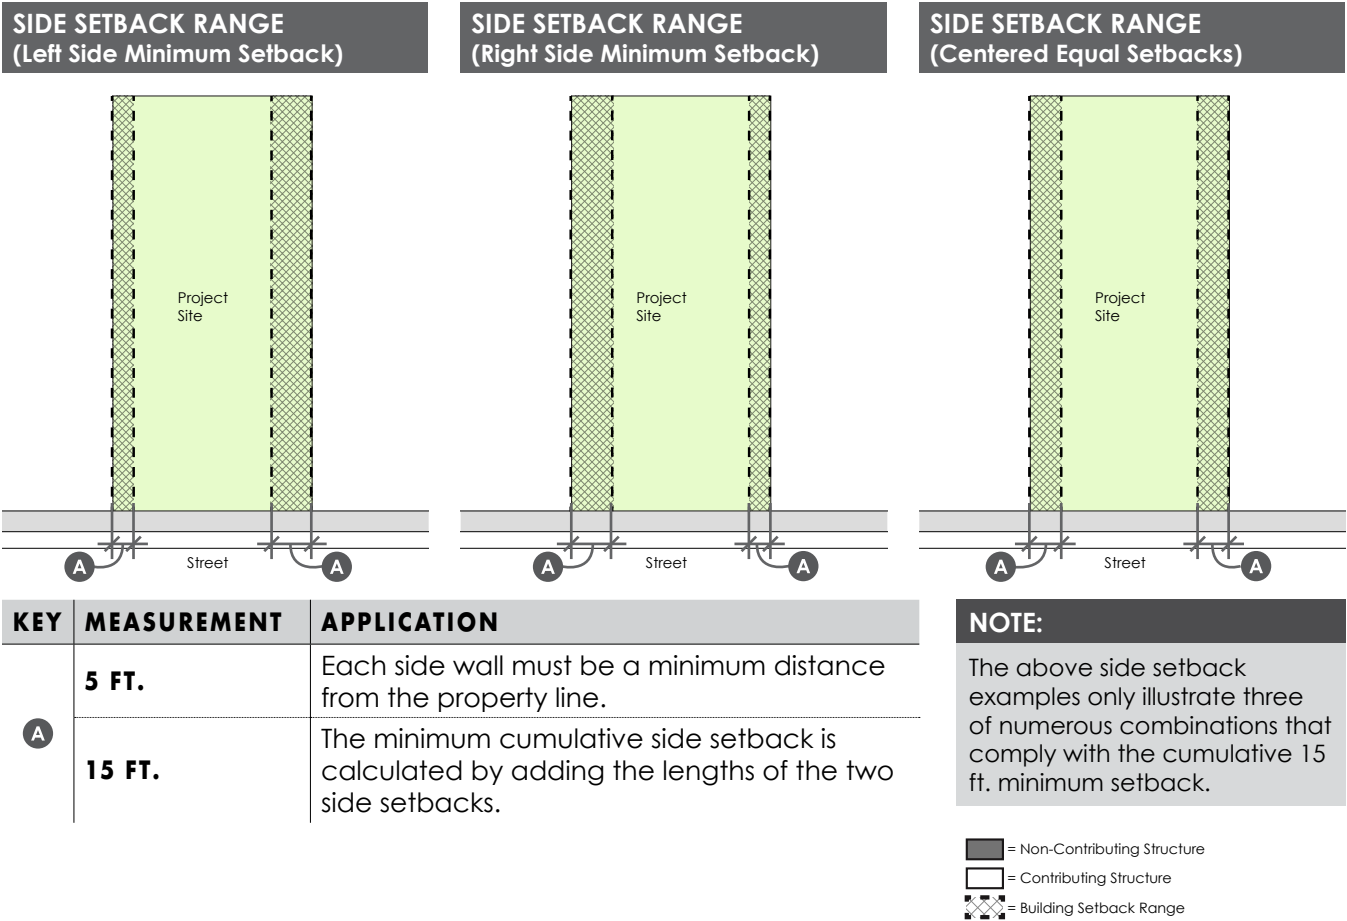 SIDE SETBACK RANGE
(Left Side Minimum Setback)
SIDE SETBACK RANGE
(Right Side Minimum Setback)
SIDE SETBACK RANGE
(Centered Equal Setbacks)
Project
Site
Project
Site
Project
Site
A
Street
A
A
Street
A
A
Street
A
KEY MEASUREMENT APPLICATION
A
5 FT.
Each side wall must be a minimum distance
from the property line.
15 FT.
The minimum cumulative side setback is
calculated by adding the lengths of the two
side setbacks.
NOTE:
The above side setback
examples only illustrate three
of numerous combinations that
comply with the cumulative 15
ft. minimum setback.
= Non-Contributing Structure
= Contributing Structure
= Building Setback Range